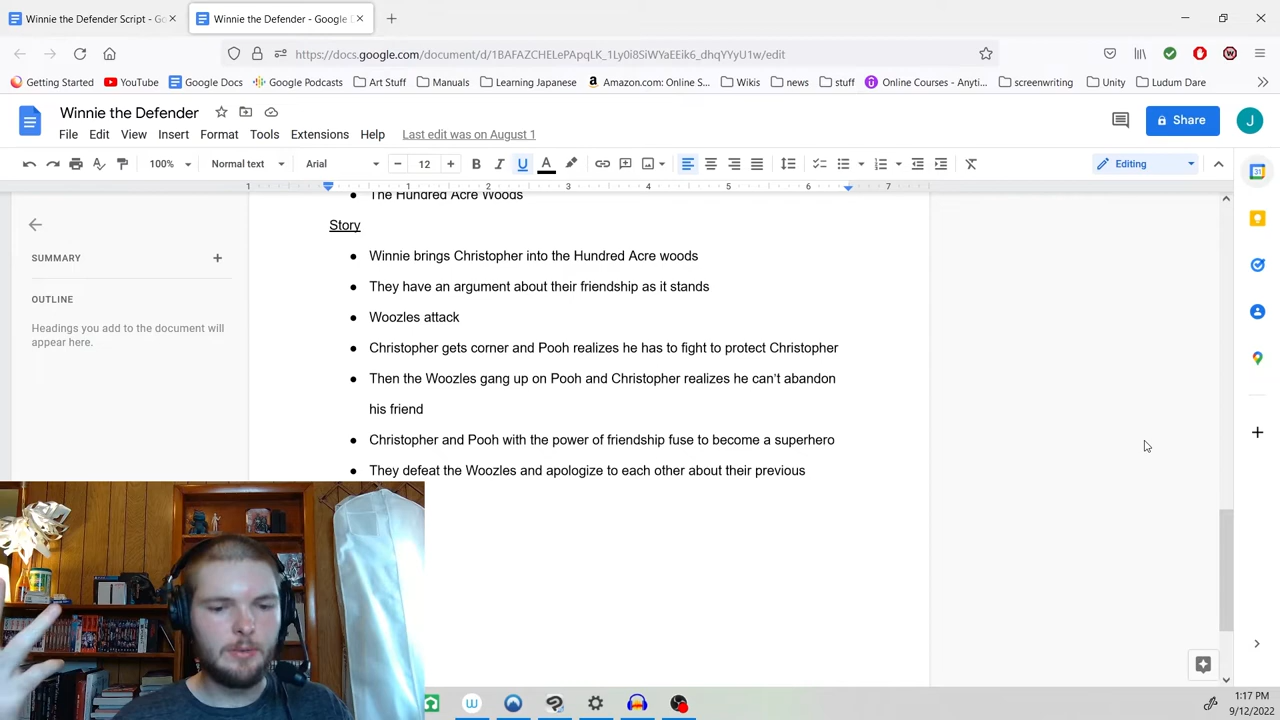 Winnie the Defender Script - Go
Winnie the Defender - Google D
https://docs.google.com/document/d/1BAFAZCHELePApqLK_1Ly0i8SiWYaEEik6_dhqYYyU1w/edit
Getting Started YouTube Google Docs Google Podcasts Art Stuff Manuals Learning Japanese Amazon.com: Online S... Wikis news stuff Online Courses - Anyti... screenwriting Unity Ludum Dare
Winnie the Defender
File Edit View Insert Format Tools Extensions Help Last edit was on August 1
Share
J
100% Normal text Arial 12 Editing
1 1 2 3 4 5 6 7
The Hundred Acre Woods
SUMMARY
OUTLINE
Headings you add to the document will
appear here.
Story
Winnie brings Christopher into the Hundred Acre woods
They have an argument about their friendship as it stands
Woozles attack
Christopher gets corner and Pooh realizes he has to fight to protect Christopher
Then the Woozles gang up on Pooh and Christopher realizes he can't abandon
his friend
Christopher and Pooh with the power of friendship fuse to become a superhero
They defeat the Woozles and apologize to each other about their previous
1:17 PM
9/12/2022